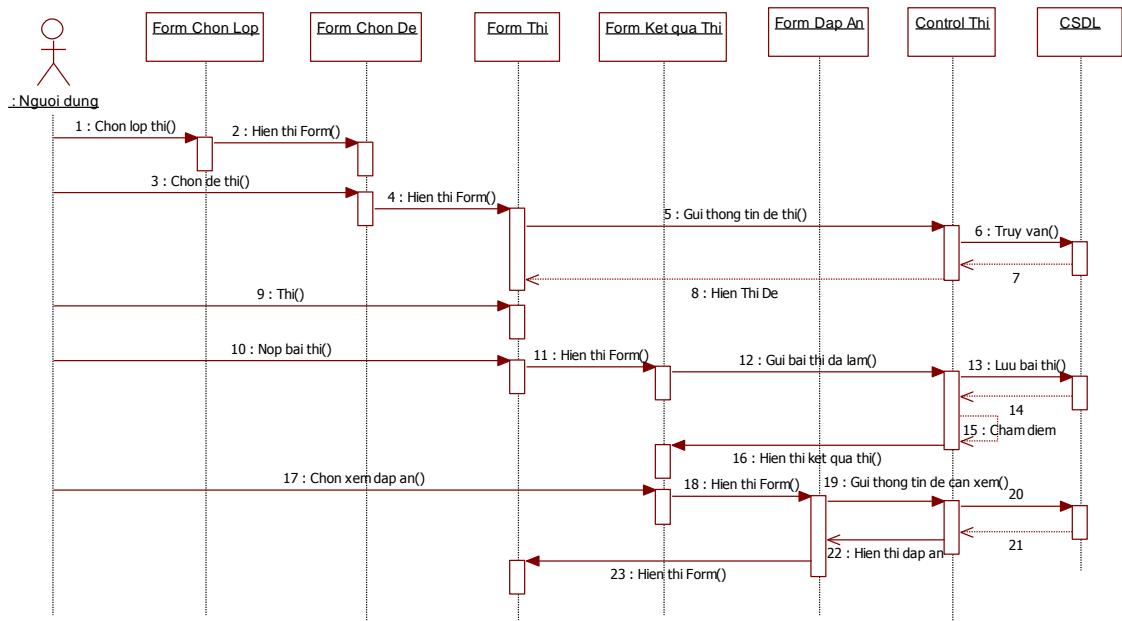 Form Chon Lop
Form Chon De
Form Thi
Form Ket qua Thi
Form Dap An
Control Thi
CSDL
: Nguoi dung
1 : Chon lop thi()
2 : Hien thi Form()
3 : Chon de thi()
4 : Hien thi Form()
5 : Gui thong tin de thi()
6 : Truy van()
7
8 : Hien Thi De
9 : Thi()
10 : Nop bai thi()
11 : Hien thi Form()
12 : Gui bai thi da lam()
13 : Luu bai thi()
14
15 : Cham diem
16 : Hien thi ket qua thi()
17 : Chon xem dap an()
18 : Hien thi Form()
19 : Gui thong tin de can xem()
20
21
22 : Hien thi dap an
23 : Hien thi Form()